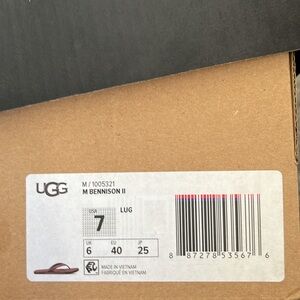 UGG
M / 1005321
M BENNISON II
USA
7
LUG
UK EU JP
6 40 25
MADE IN VIETNAM
FABRIQUÉ EN VIETNAM
8 87278 53567 6